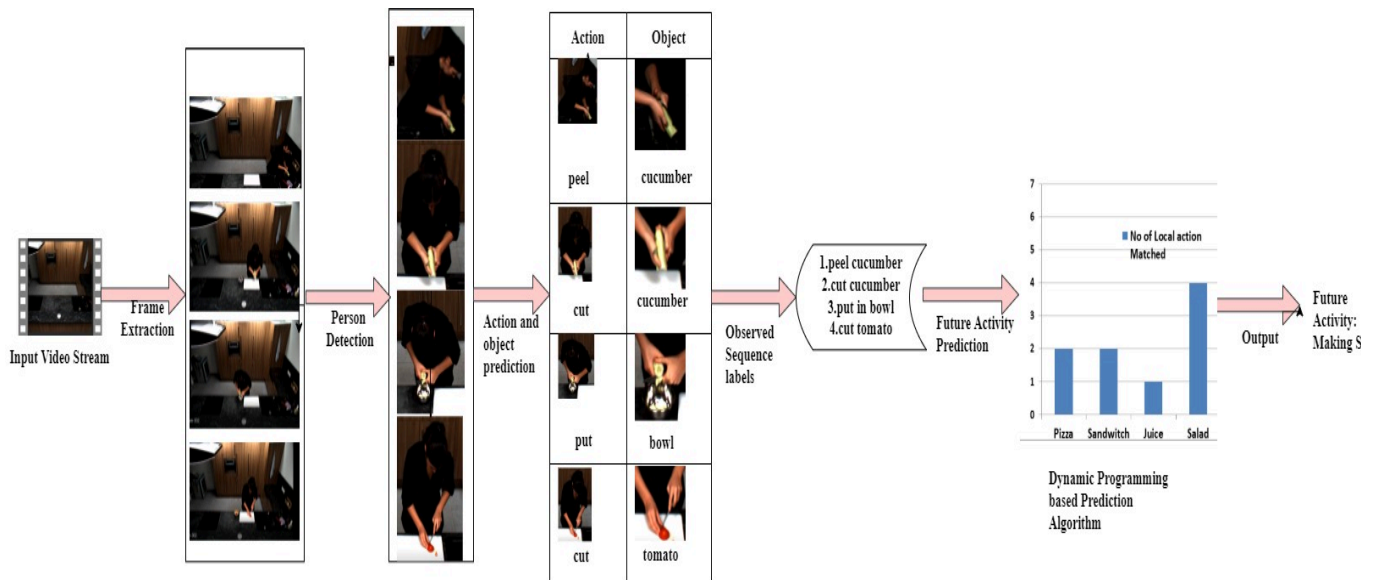 Input Video Stream
Frame
Extraction
Person
Detection
Action and
object
prediction
Action Object
peel cucumber
cut cucumber
put bowl
cut tomato
Observed
Sequence
labels
1.peel cucumber
2.cut cucumber
3.put in bowl
4.cut tomato
Future Activity
Prediction
7
6
5
4
3
2
1
0
No of Local action
Matched
Pizza Sandwitch Juice Salad
Dynamic Programming
based Prediction
Algorithm
Output
Future
Activity:
Making S